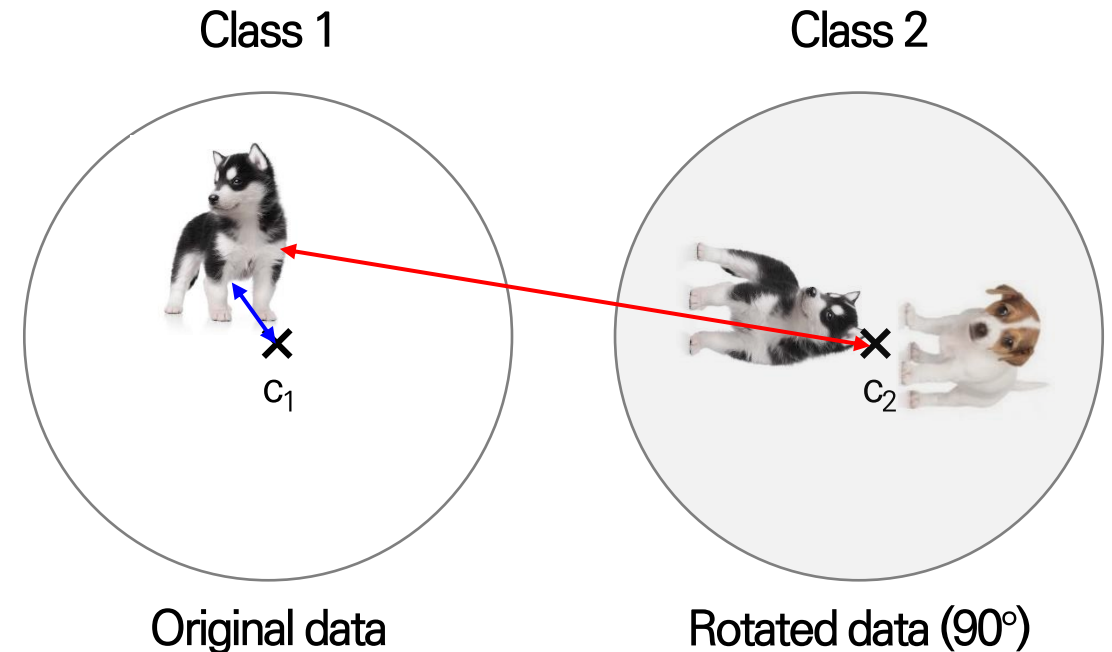 Class 1
Class 2
c₁
c₂
Original data
Rotated data (90°)